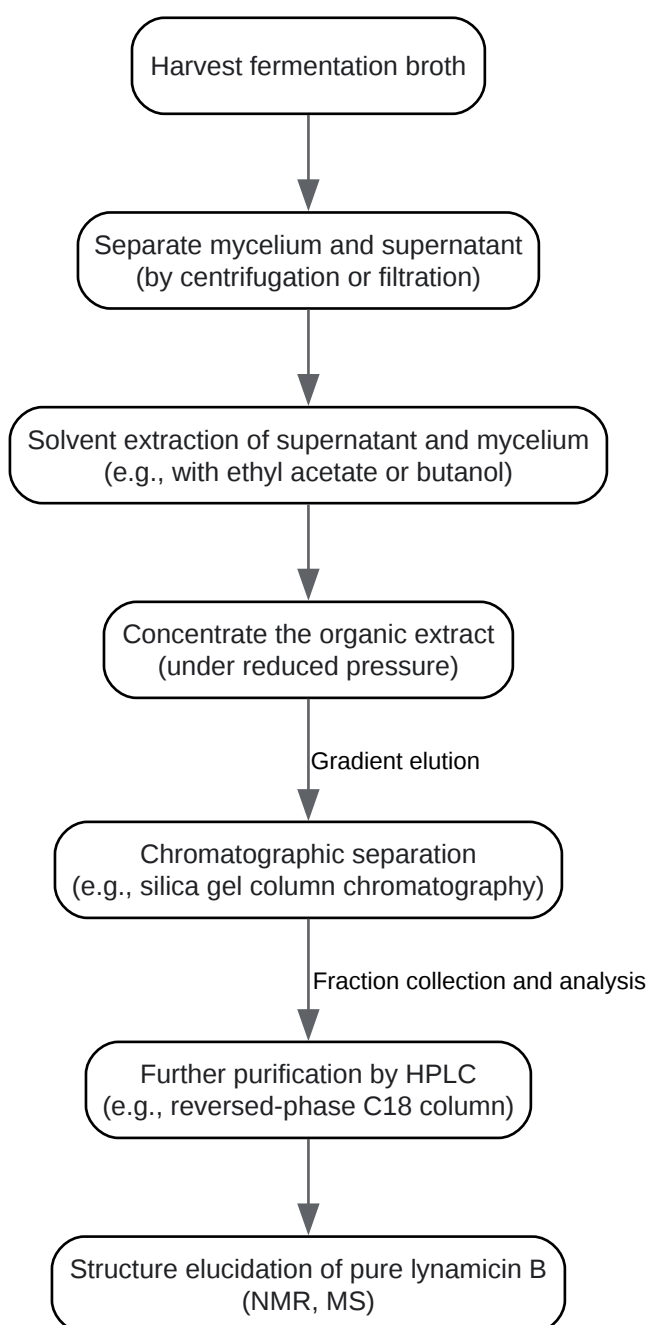 Harvest fermentation broth
Separate mycelium and supernatant
(by centrifugation or filtration)
Solvent extraction of supernatant and mycelium
(e.g., with ethyl acetate or butanol)
Concentrate the organic extract
(under reduced pressure)
Gradient elution
Chromatographic separation
(e.g., silica gel column chromatography)
Fraction collection and analysis
Further purification by HPLC
(e.g., reversed-phase C18 column)
Structure elucidation of pure lynamicin B
(NMR, MS)